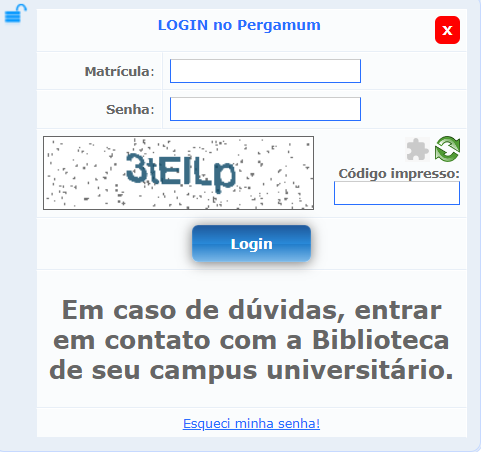 LOGIN no Pergamum
x
Matrícula:
Senha:
Código impresso:
Login
Em caso de dúvidas, entrar
em contato com a Biblioteca
de seu campus universitário.
Esqueci minha senha!